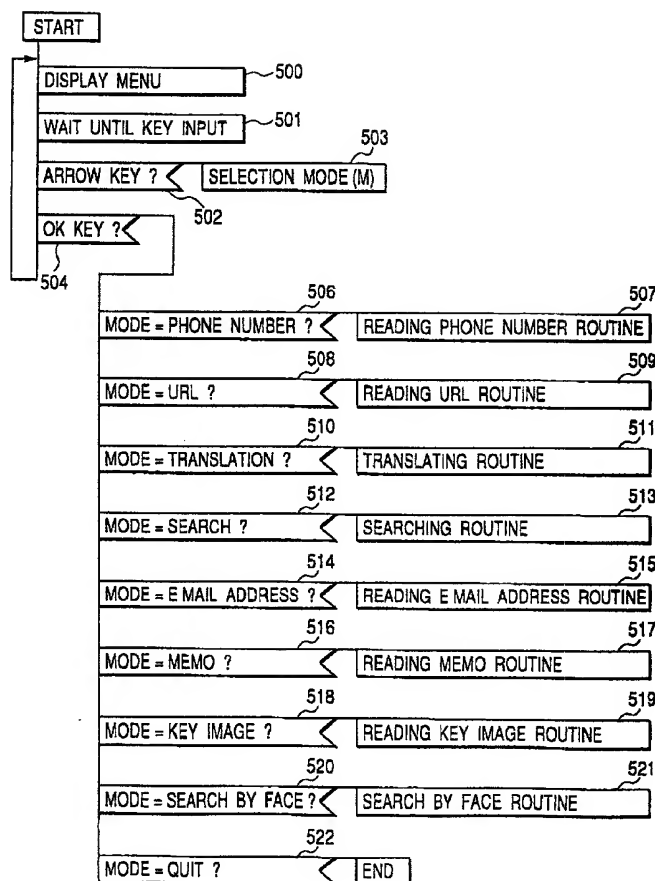 START
DISPLAY MENU
500
WAIT UNTIL KEY INPUT
501
503
ARROW KEY ?
SELECTION MODE (M)
502
OK KEY ?
504
506
507
MODE = PHONE NUMBER ?
READING PHONE NUMBER ROUTINE
508
509
MODE = URL ?
READING URL ROUTINE
510
511
MODE = TRANSLATION ?
TRANSLATING ROUTINE
512
513
MODE = SEARCH ?
SEARCHING ROUTINE
514
515
MODE = E MAIL ADDRESS ?
READING E MAIL ADDRESS ROUTINE
516
517
MODE = MEMO ?
READING MEMO ROUTINE
518
519
MODE = KEY IMAGE ?
READING KEY IMAGE ROUTINE
520
521
MODE = SEARCH BY FACE ?
SEARCH BY FACE ROUTINE
522
MODE = QUIT ?
END